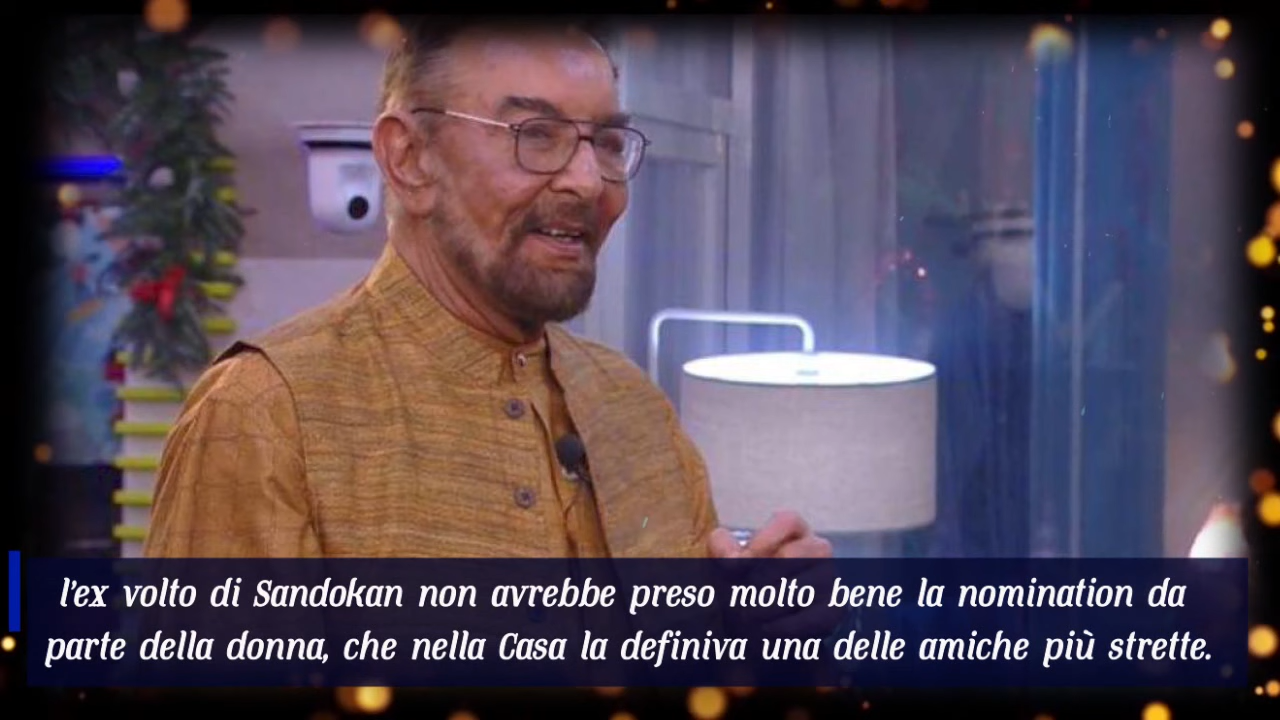 l'ex volto di Sandokan non avrebbe preso molto bene la nomination da
parte della donna, che nella Casa la definiva una delle amiche più strette.